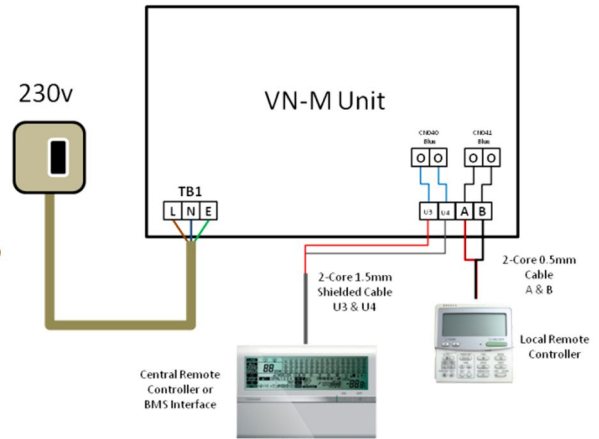 230v
VN-M Unit
CN040
Blue
CN041
Blue
TB1
L N E
U3 U4 A B
2-Core 1.5mm
Shielded Cable
U3 & U4
2-Core 0.5mm
Cable
A & B
Local Remote
Controller
Central Remote
Controller or
BMS Interface
88